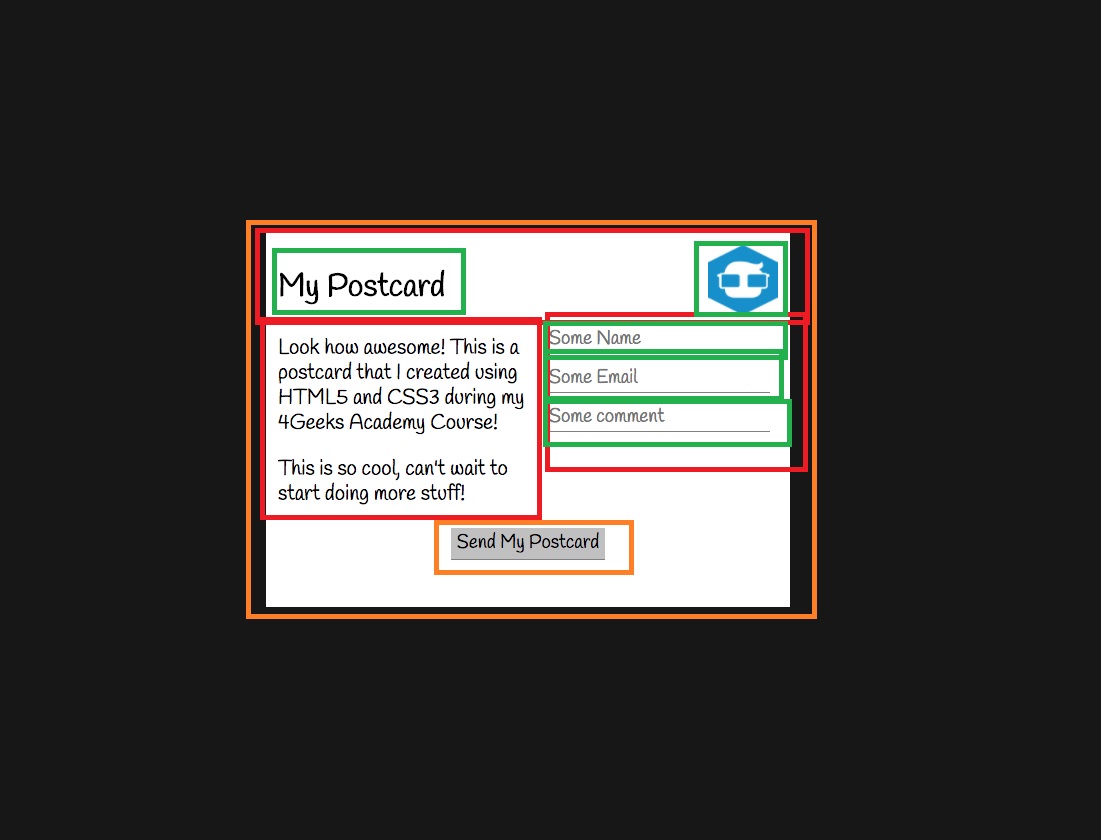 My Postcard
Look how awesome! This is a
postcard that I created using
HTML5 and CSS3 during my
4Geeks Academy Course!
This is so cool, can't wait to
start doing more stuff!
Some Name
Some Email
Some comment
Send My Postcard